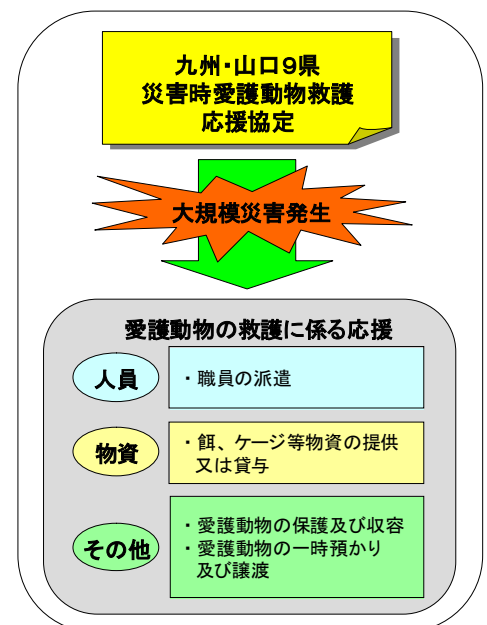 九州・山口9県
災害時愛護動物救護
応援協定
大規模災害発生
愛護動物の救護に係る応援
人員
・職員の派遣
物資
・餌、ケージ等物資の提供
又は貸与
その他
・愛護動物の保護及び収容
・愛護動物の一時預かり
及び譲渡